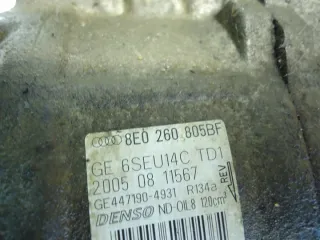 8E0 260 805BF
GE 6SEU14C TD1
2005 08 11567
GE447190-4931 R134a
DENSO ND-OIL8 120cm³
REV